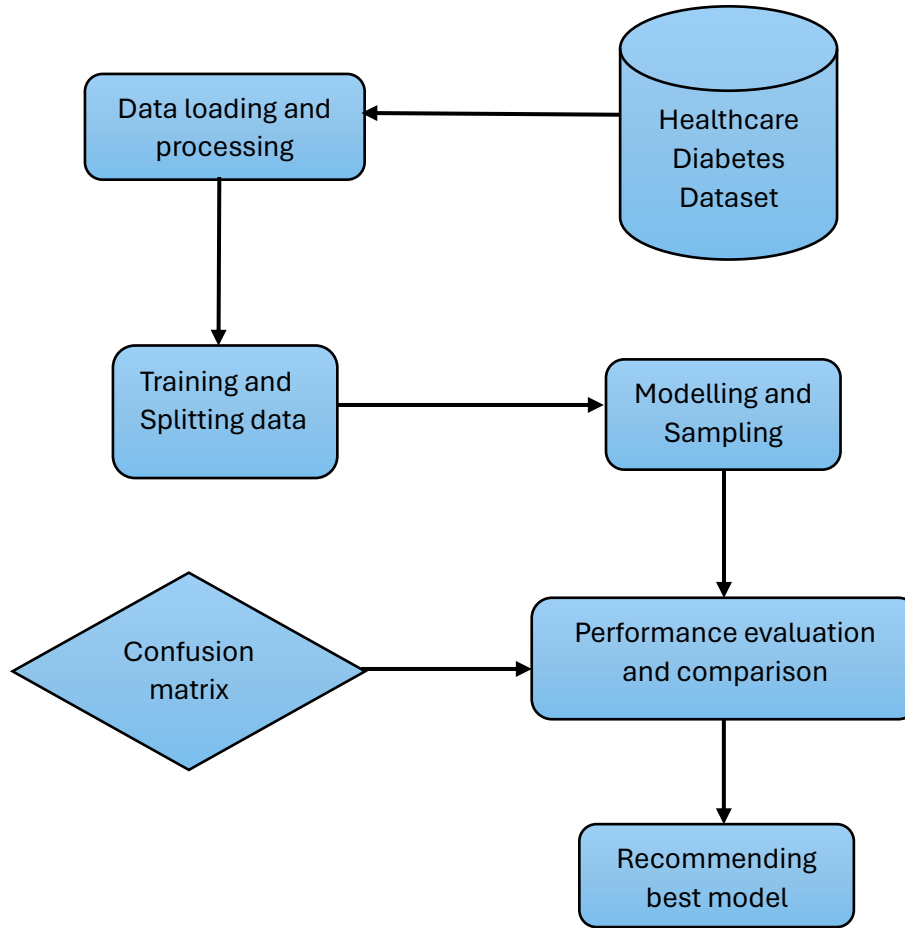 Data loading and
processing
Healthcare
Diabetes
Dataset
Training and
Splitting data
Modelling and
Sampling
Confusion
matrix
Performance evaluation
and comparison
Recommending
best model